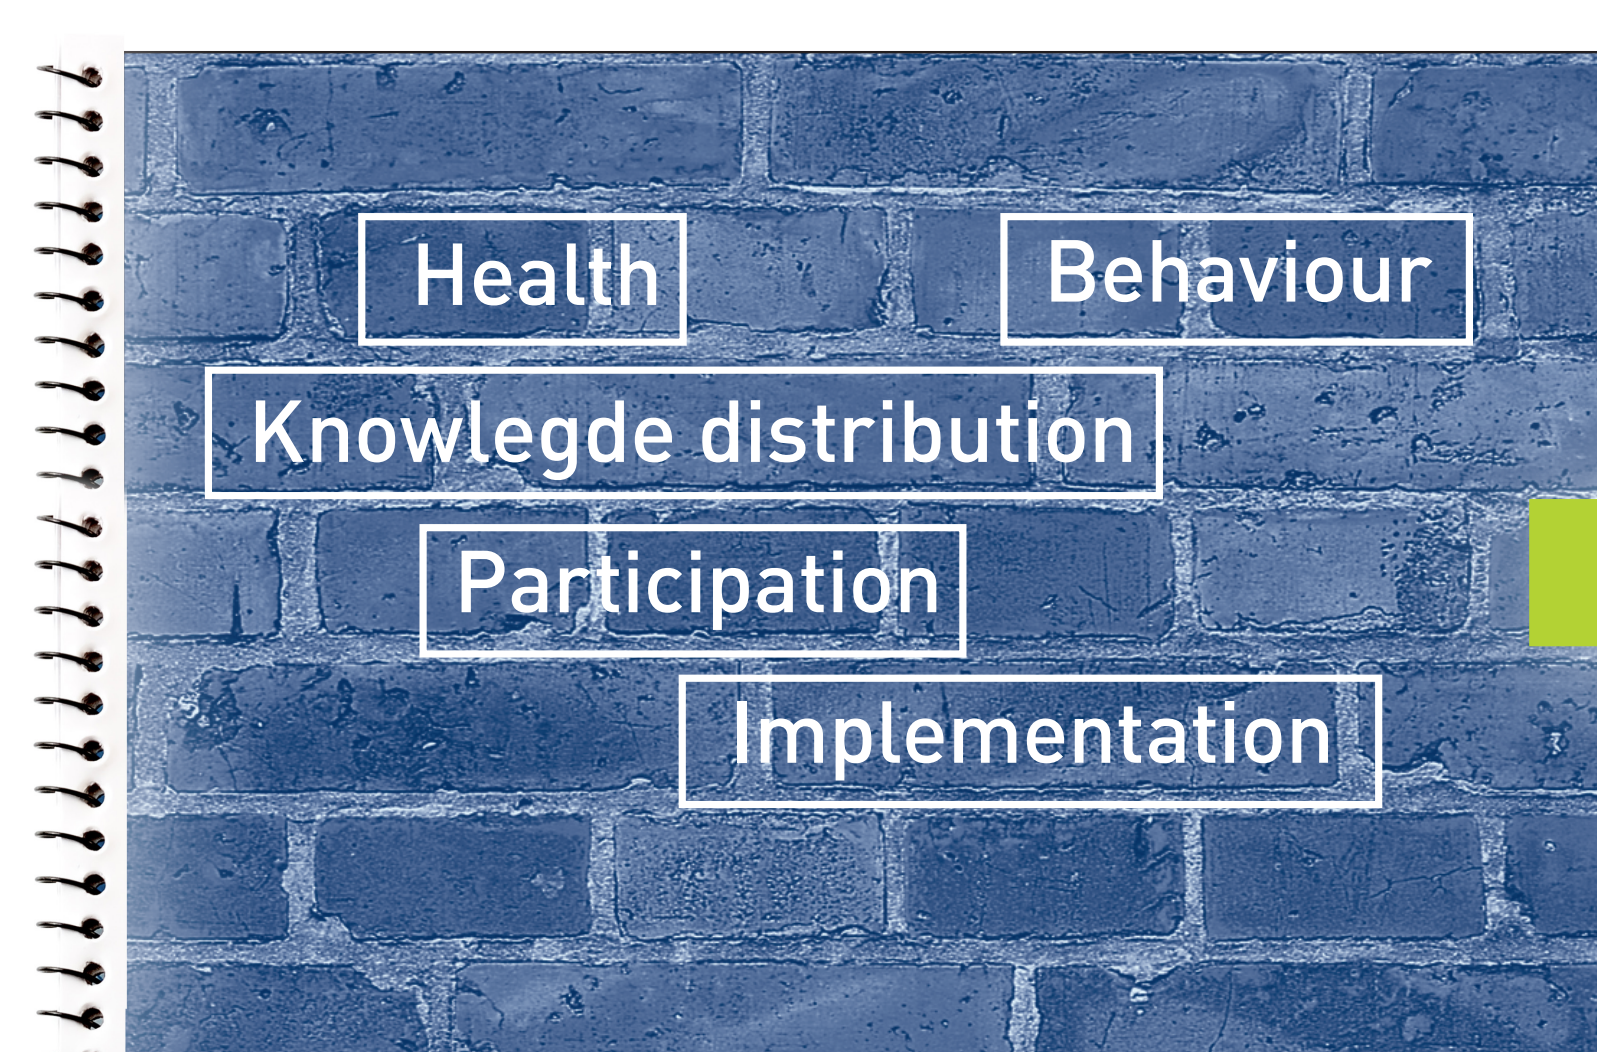 Health
Behaviour
Knowlegde distribution
Participation
Implementation